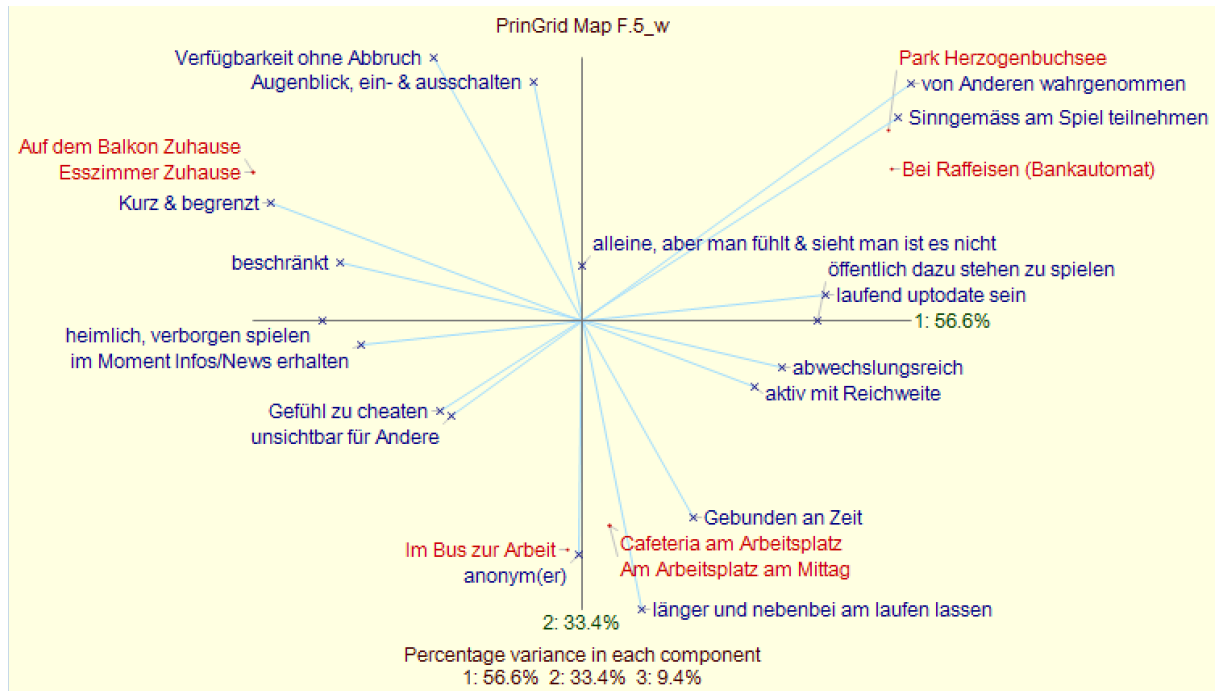 PrinGrid Map F.5_w
Verfügbarkeit ohne Abbruch
Augenblick, ein- & ausschalten
Park Herzogenbuchsee
von Anderen wahrgenommen
Sinngemäss am Spiel teilnehmen
Auf dem Balkon Zuhause
Esszimmer Zuhause
Bei Raffeisen (Bankautomat)
Kurz & begrenzt
alleine, aber man fühlt & sieht man ist es nicht
beschränkt
öffentlich dazu stehen zu spielen
laufend uptodate sein
1: 56.6%
heimlich, verborgen spielen
im Moment Infos/News erhalten
abwechslungsreich
aktiv mit Reichweite
Gefühl zu cheaten
unsichtbar für Andere
Gebunden an Zeit
Im Bus zur Arbeit
anonym(er)
Cafeteria am Arbeitsplatz
Am Arbeitsplatz am Mittag
länger und nebenbei am laufen lassen
2: 33.4%
Percentage variance in each component
1: 56.6% 2: 33.4% 3: 9.4%